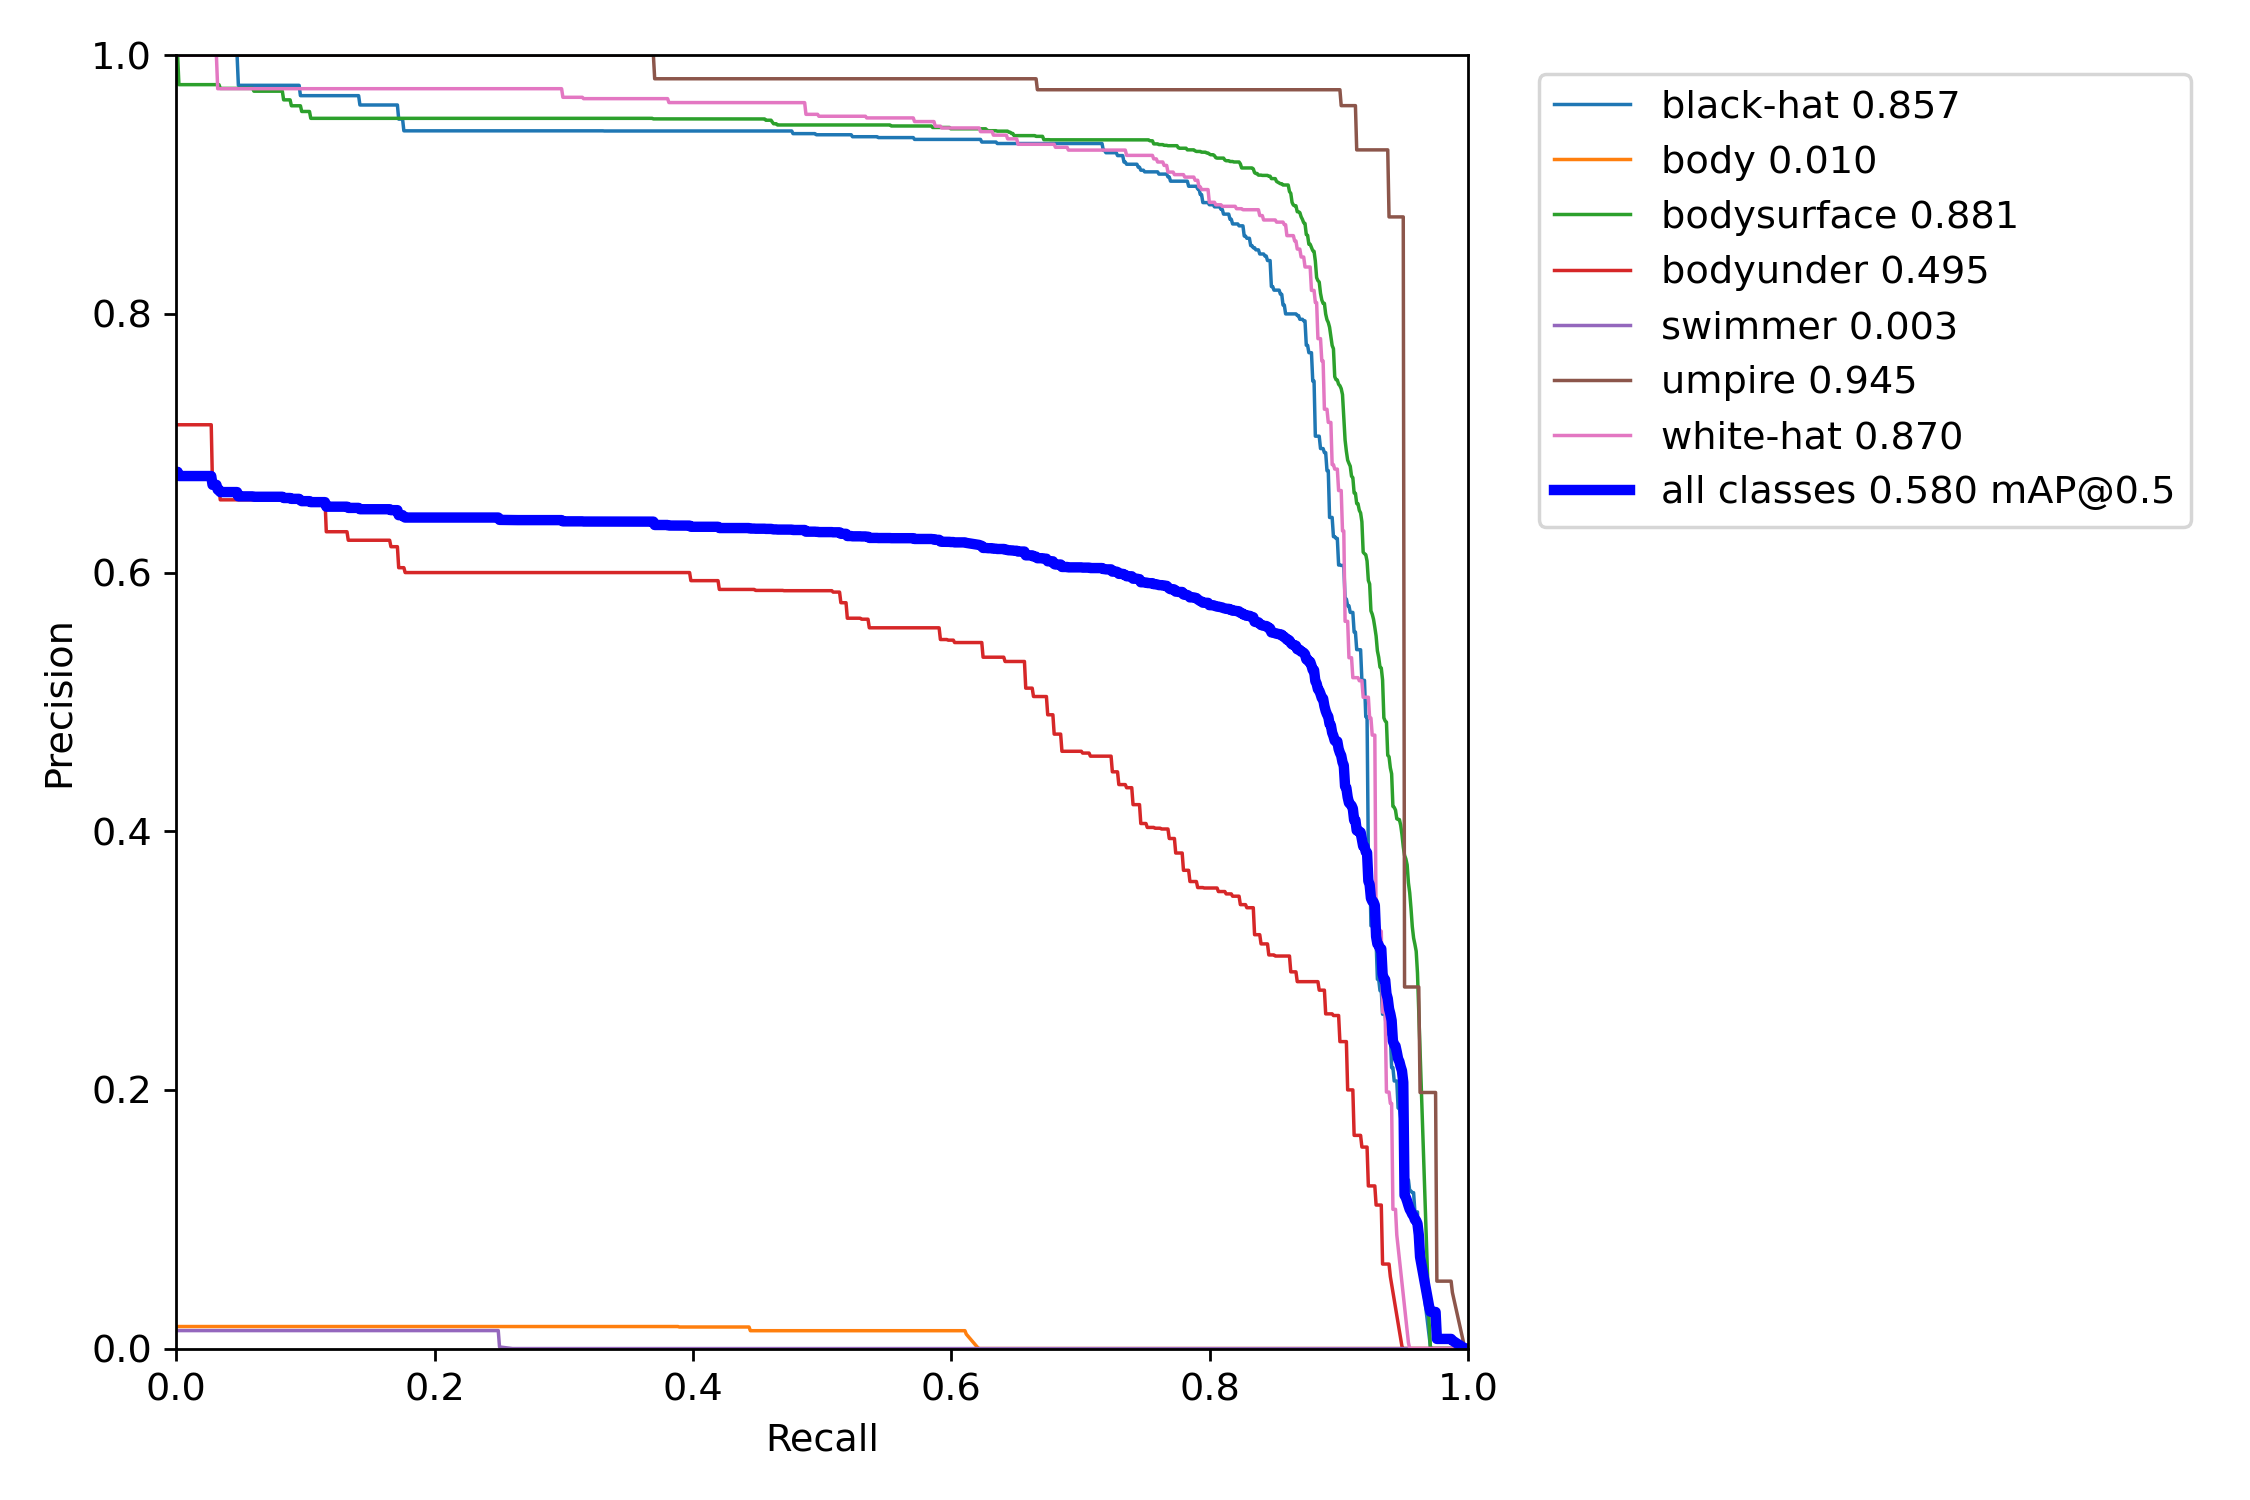 1.0
0.8
0.6
0.4
0.2
0.0
0.0 0.2 0.4 0.6 0.8 1.0
Precision
Recall
black-hat 0.857
body 0.010
bodysurface 0.881
bodyunder 0.495
swimmer 0.003
umpire 0.945
white-hat 0.870
all classes 0.580 mAP@0.5